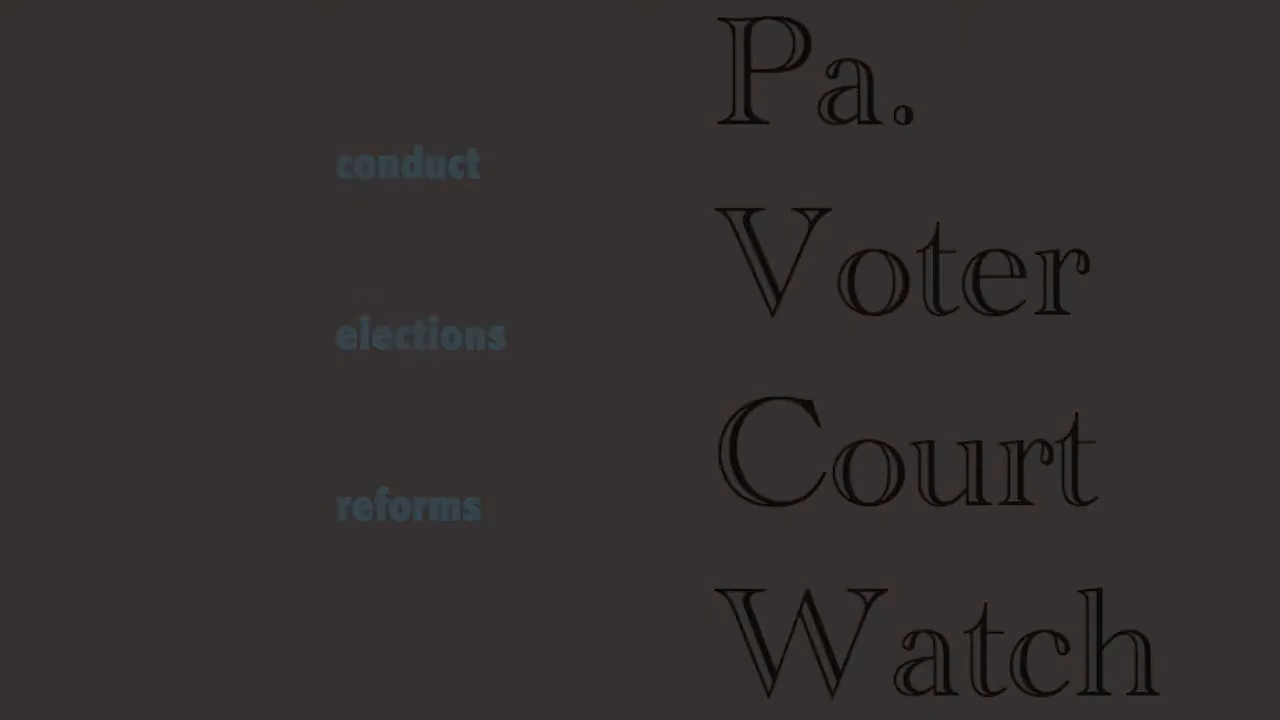 conduct
elections
reforms
Pa.
Voter
Court
Watch